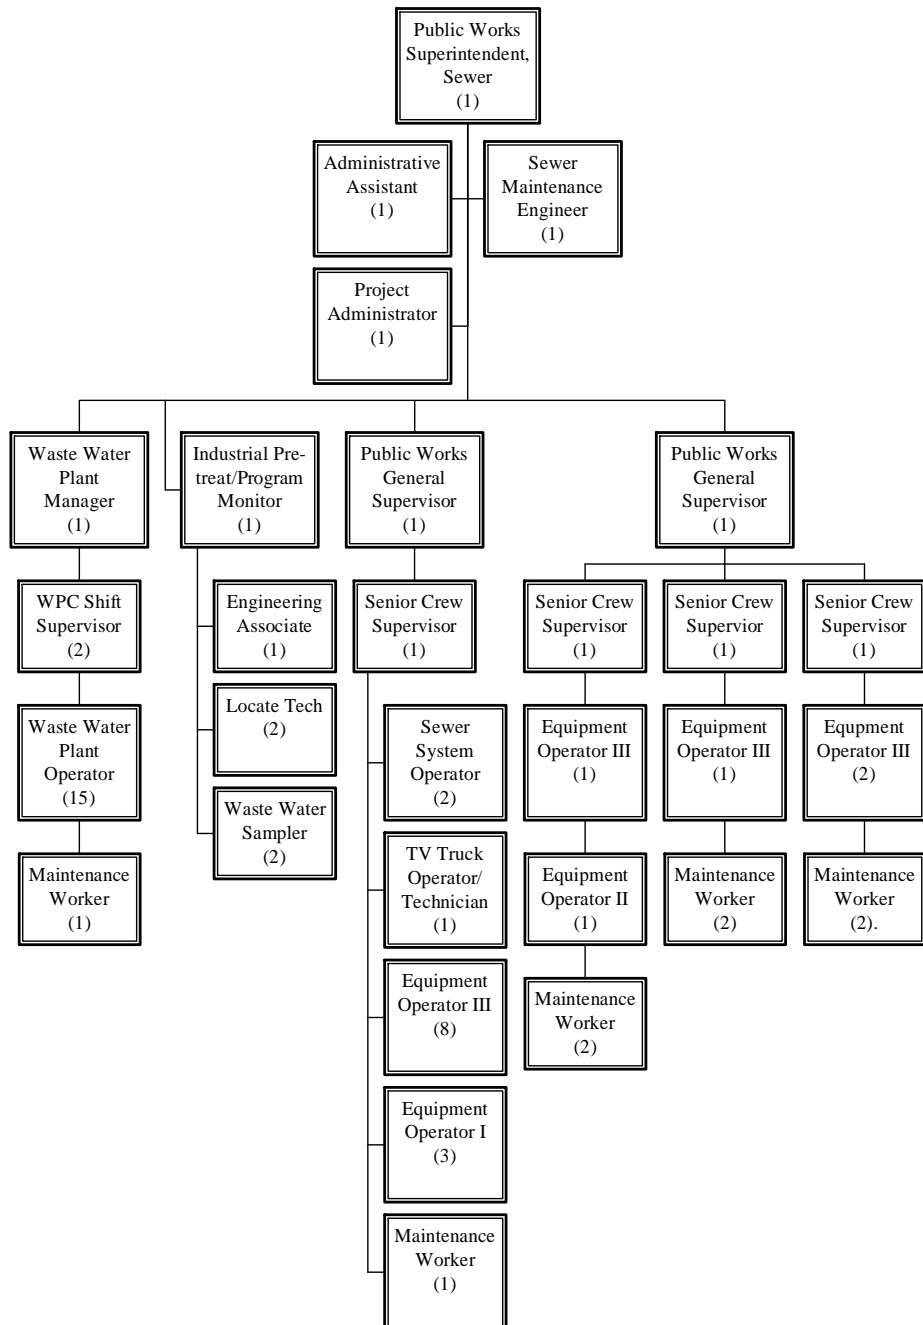 Public Works
Superintendent,
Sewer
(1)
Administrative
Assistant
(1)
Sewer
Maintenance
Engineer
(1)
Project
Administrator
(1)
Waste Water
Plant
Manager
(1)
Industrial Pre-
treat/Program
Monitor
(1)
Public Works
General
Supervisor
(1)
Public Works
General
Supervisor
(1)
WPC Shift
Supervisor
(2)
Engineering
Associate
(1)
Senior Crew
Supervisor
(1)
Senior Crew
Supervisor
(1)
Senior Crew
Supervior
(1)
Senior Crew
Supervisor
(1)
Waste Water
Plant
Operator
(15)
Locate Tech
(2)
Sewer
System
Operator
(2)
Equipment
Operator III
(1)
Equipment
Operator III
(1)
Equpment
Operator III
(2)
Waste Water
Sampler
(2)
Maintenance
Worker
(1)
TV Truck
Operator/
Technician
(1)
Equipment
Operator II
(1)
Maintenance
Worker
(2)
Maintenance
Worker
(2).
Equipment
Operator III
(8)
Maintenance
Worker
(2)
Equipment
Operator I
(3)
Maintenance
Worker
(1)